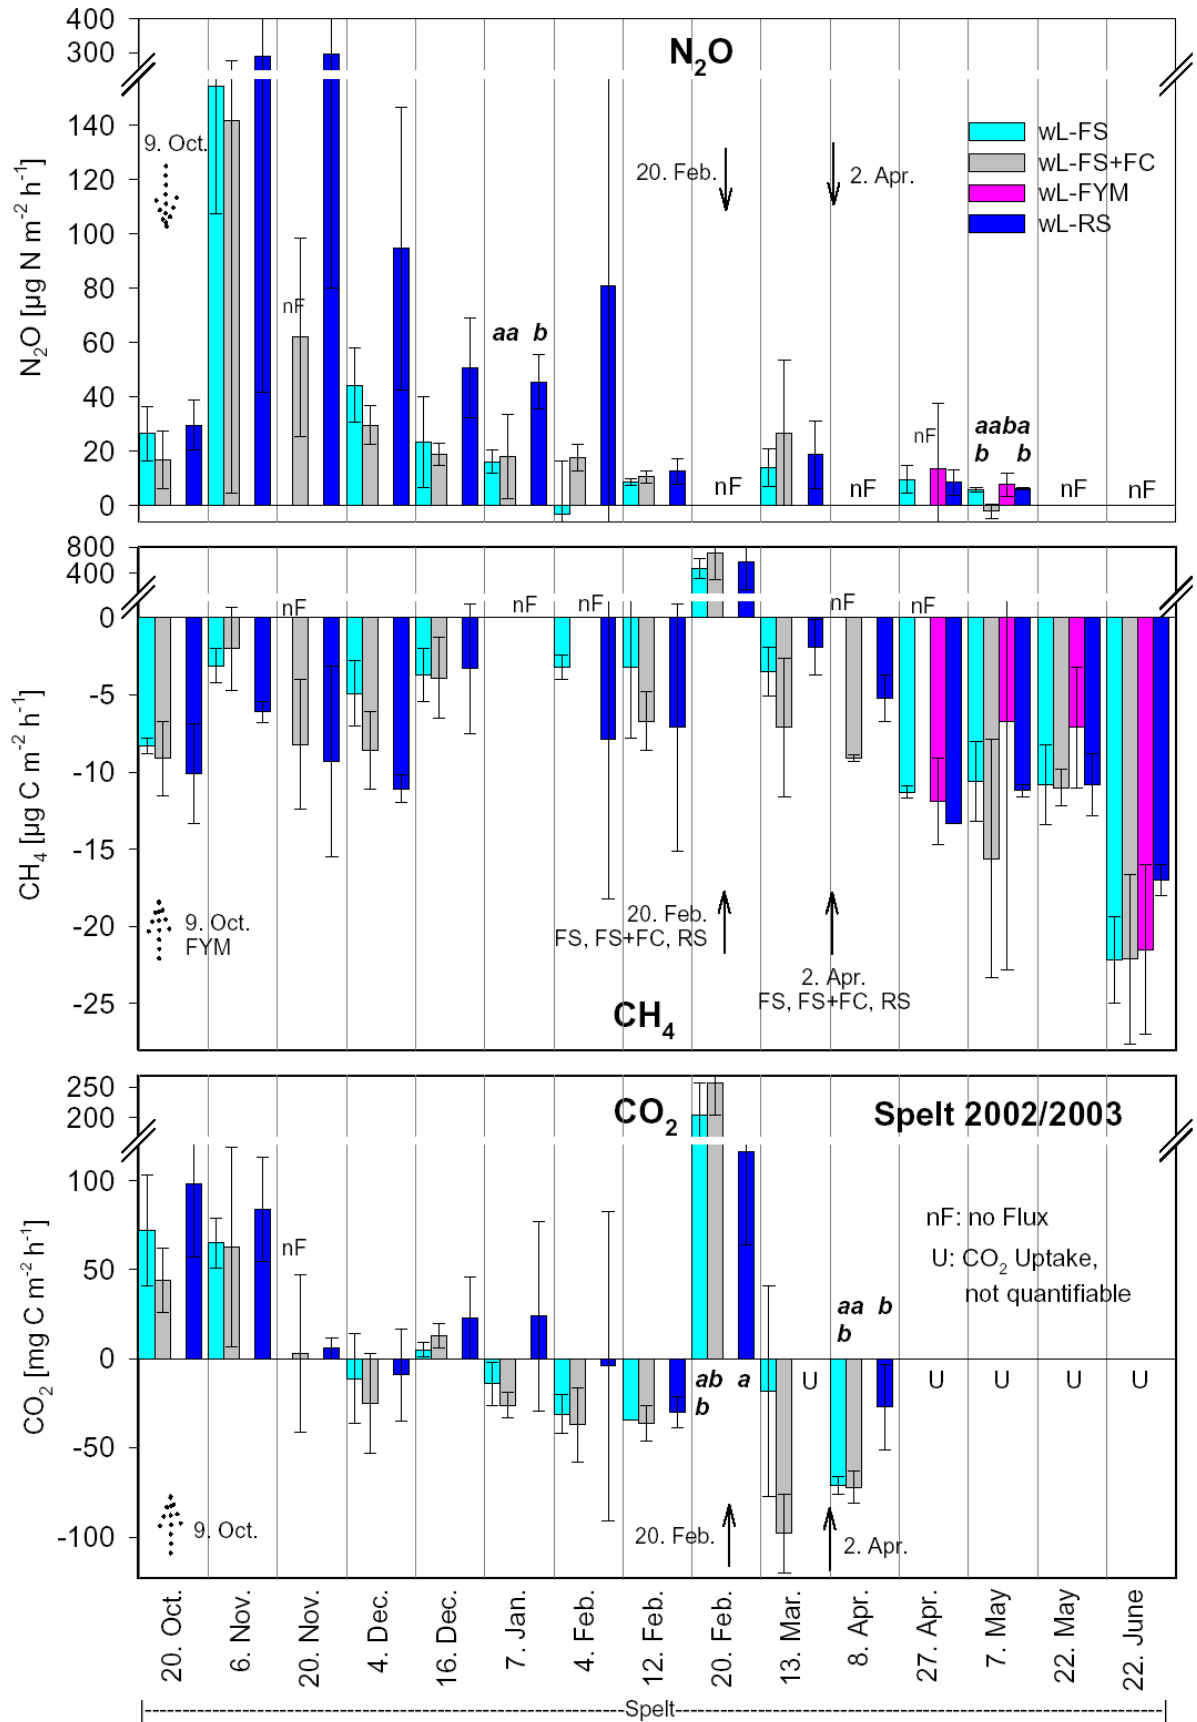 400
300
N₂O
140
120
100
80
60
40
20
0
N₂O [µg N m⁻² h⁻¹]
9. Oct.
20. Feb.
2. Apr.
wL-FS
wL-FS+FC
wL-FYM
wL-RS
nF
aa b
nF
nF
nF
aaba
b b
nF
nF
800
400
0
-5
-10
-15
-20
-25
CH₄ [µg C m⁻² h⁻¹]
nF
nF
nF
nF
nF
9. Oct.
FYM
20. Feb.
FS, FS+FC, RS
2. Apr.
FS, FS+FC, RS
CH₄
250
200
100
50
0
-50
-100
CO₂ [mg C m⁻² h⁻¹]
CO₂
Spelt 2002/2003
nF
nF: no Flux
U: CO₂ Uptake,
not quantifiable
aa b
b
ab a
b
U
U
U
U
U
9. Oct.
20. Feb.
2. Apr.
20. Oct.
6. Nov.
20. Nov.
4. Dec.
16. Dec.
7. Jan.
4. Feb.
12. Feb.
20. Feb.
13. Mar.
8. Apr.
27. Apr.
7. May
22. May
22. June
Spelt